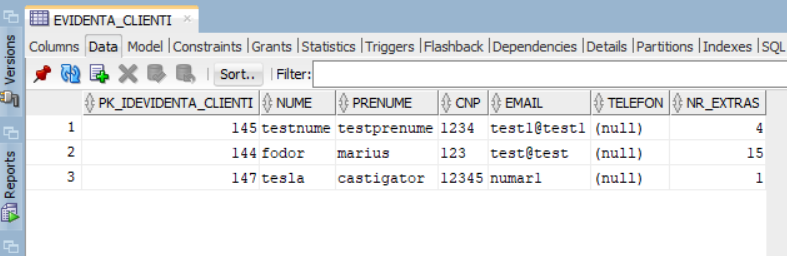 EVIDENTA_CLIENTI
Columns Data Model Constraints Grants Statistics Triggers Flashback Dependencies Details Partitions Indexes SQL
Sort.. Filter:
PK_IDEVIDENTA_CLIENTI NUME PRENUME CNP EMAIL TELEFON NR_EXTRAS
1 145 testnume testprenume 1234 test1@test1 (null) 4
2 144 fodor marius 123 test@test (null) 15
3 147 tesla castigator 12345 numar1 (null) 1
Versions
Reports